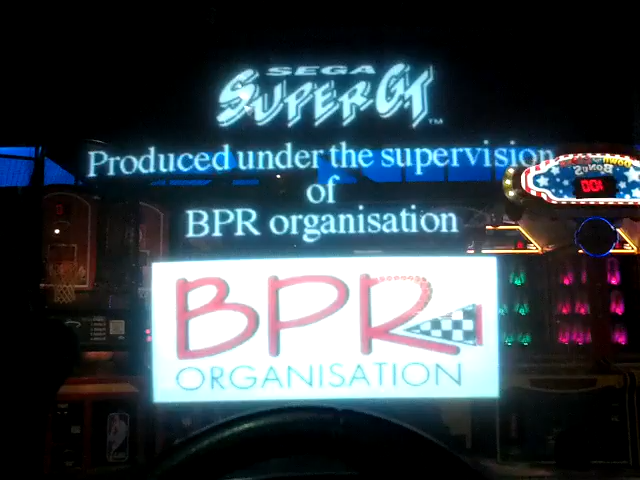 SEGA
SUPER GT
TM
Produced under the supervision
of
BPR organisation
BPR
ORGANISATION